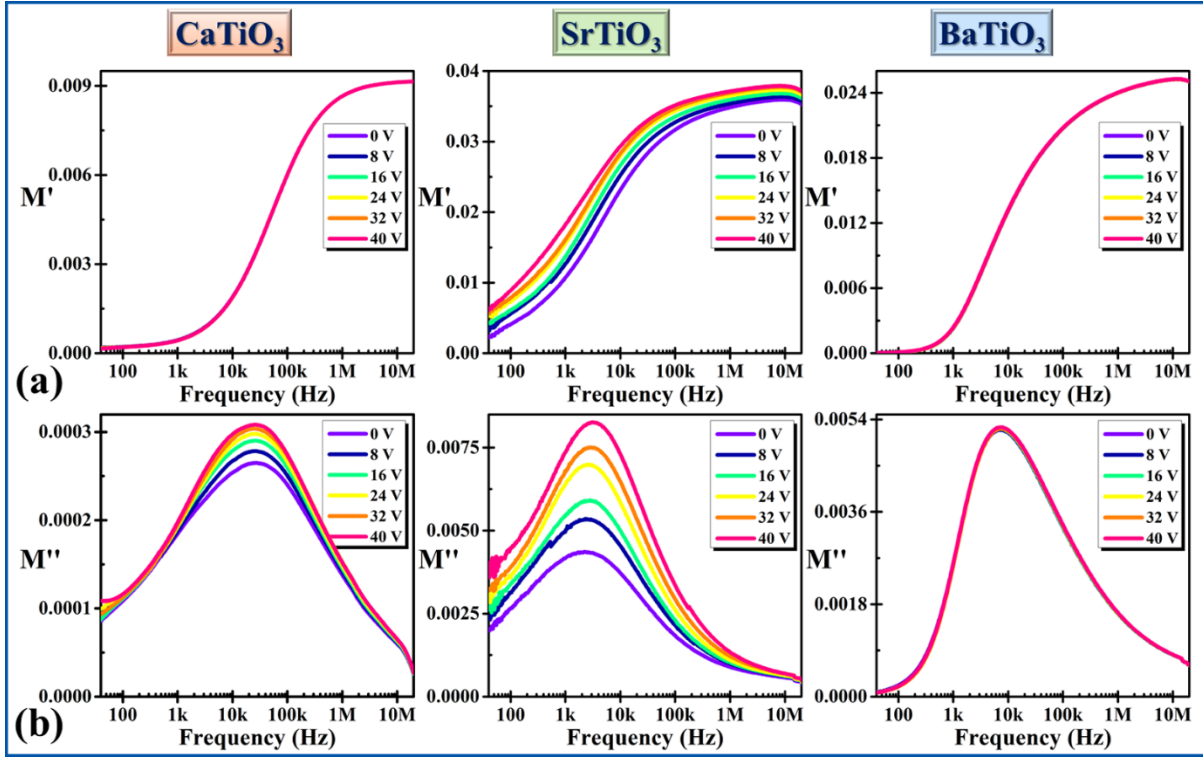 CaTiO₃
SrTiO₃
BaTiO₃
(a)
M'
0.009
0.006
0.003
0.000
100 1k 10k 100k 1M 10M
Frequency (Hz)
0 V
8 V
16 V
24 V
32 V
40 V
M'
0.04
0.03
0.02
0.01
0.00
100 1k 10k 100k 1M 10M
Frequency (Hz)
0 V
8 V
16 V
24 V
32 V
40 V
M'
0.024
0.018
0.012
0.006
0.000
100 1k 10k 100k 1M 10M
Frequency (Hz)
0 V
8 V
16 V
24 V
32 V
40 V
(b)
M''
0.0003
0.0002
0.0001
0.0000
100 1k 10k 100k 1M 10M
Frequency (Hz)
0 V
8 V
16 V
24 V
32 V
40 V
M''
0.0075
0.0050
0.0025
0.0000
100 1k 10k 100k 1M 10M
Frequency (Hz)
0 V
8 V
16 V
24 V
32 V
40 V
M''
0.0054
0.0036
0.0018
0.0000
100 1k 10k 100k 1M 10M
Frequency (Hz)
0 V
8 V
16 V
24 V
32 V
40 V